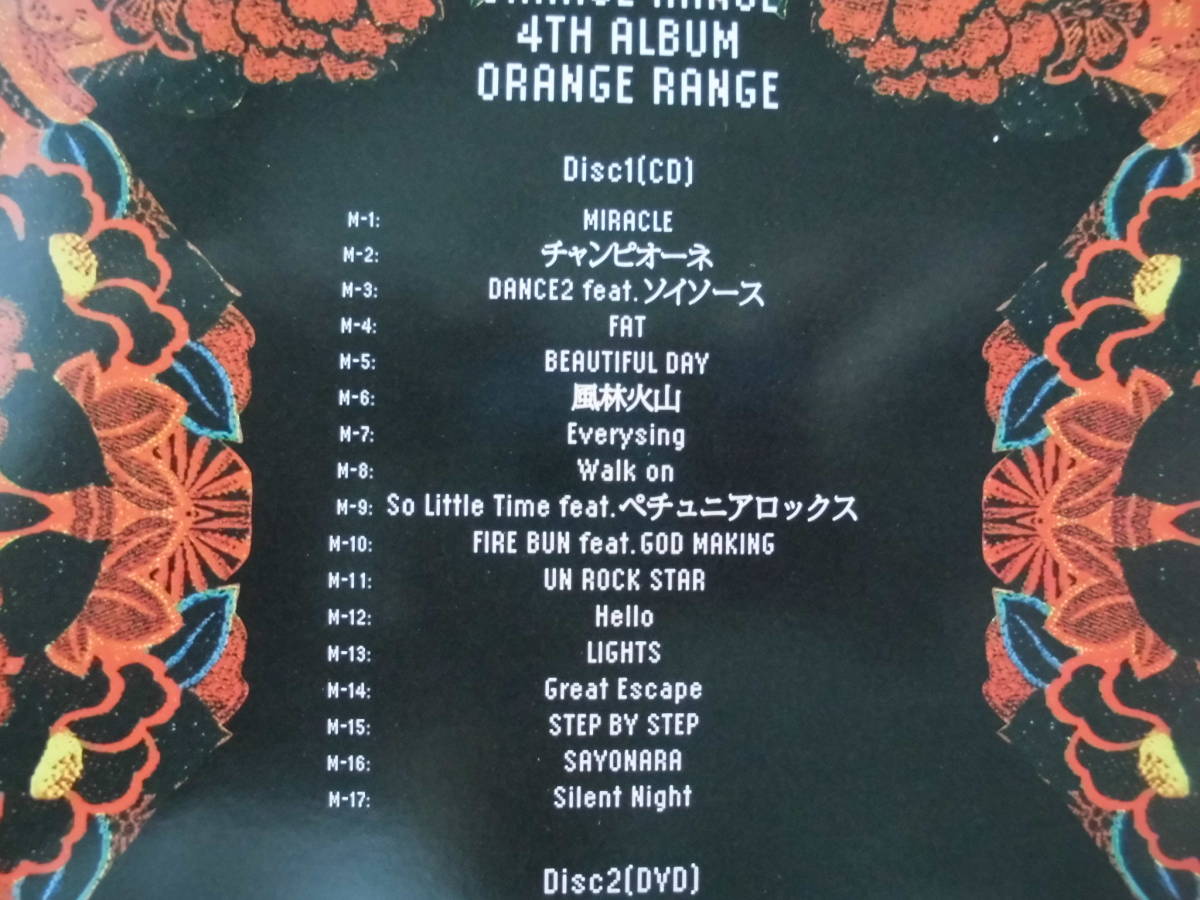 ORANGE RANGE
4TH ALBUM
ORANGE RANGE
Disc1(CD)
M-1: MIRACLE
M-2: チャンピオーネ
M-3: DANCE2 feat.ソイソース
M-4: FAT
M-5: BEAUTIFUL DAY
M-6: 風林火山
M-7: Everysing
M-8: Walk on
M-9: So Little Time feat.ペチュニアロックス
M-10: FIRE BUN feat.GOD MAKING
M-11: UN ROCK STAR
M-12: Hello
M-13: LIGHTS
M-14: Great Escape
M-15: STEP BY STEP
M-16: SAYONARA
M-17: Silent Night
Disc2(DVD)